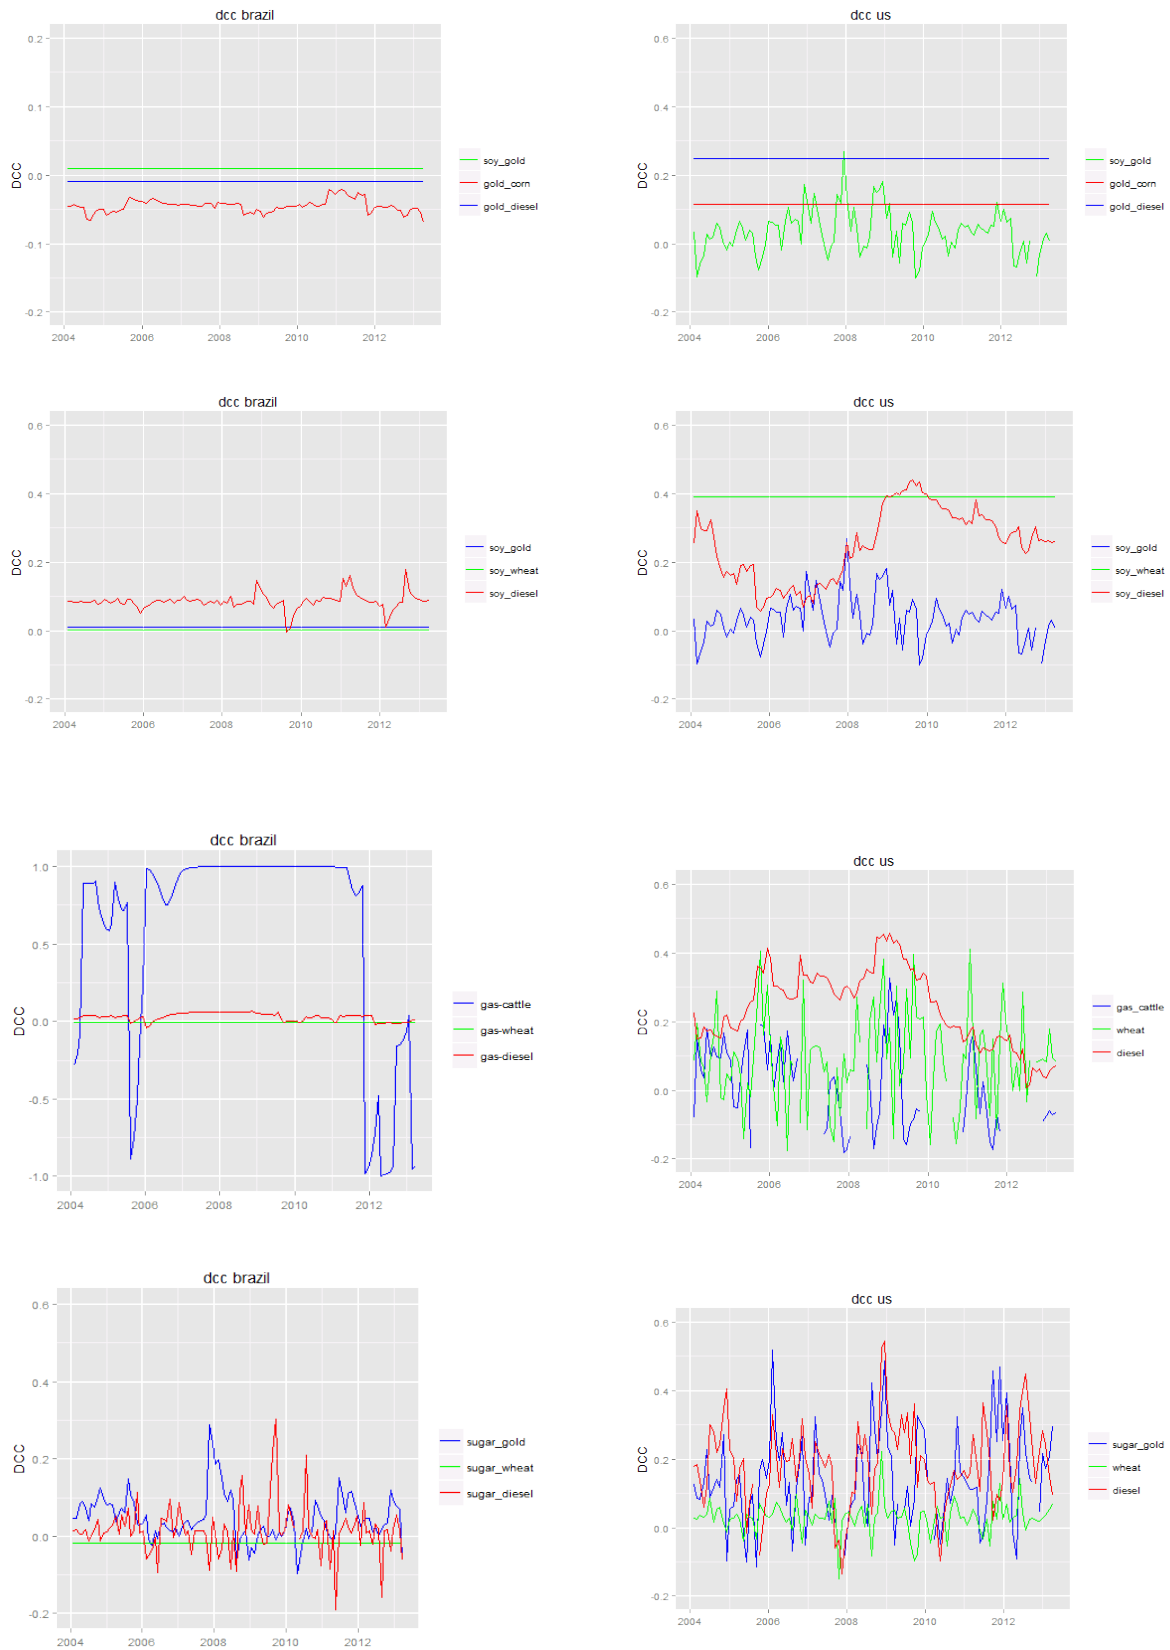 dcc brazil
0.2
0.1
0.0
-0.1
-0.2
DCC
2004 2006 2008 2010 2012
soy_gold
gold_corn
gold_diesel
dcc us
0.6
0.4
0.2
0.0
-0.2
DCC
2004 2006 2008 2010 2012
soy_gold
gold_corn
gold_diesel
dcc brazil
0.6
0.4
0.2
0.0
-0.2
DCC
2004 2006 2008 2010 2012
soy_gold
soy_wheat
soy_diesel
dcc us
0.6
0.4
0.2
0.0
-0.2
DCC
2004 2006 2008 2010 2012
soy_gold
soy_wheat
soy_diesel
dcc brazil
1.0
0.5
0.0
-0.5
-1.0
DCC
2004 2006 2008 2010 2012
gas-cattle
gas-wheat
gas-diesel
dcc us
0.6
0.4
0.2
0.0
-0.2
DCC
2004 2006 2008 2010 2012
gas_cattle
wheat
diesel
dcc brazil
0.6
0.4
0.2
0.0
-0.2
DCC
2004 2006 2008 2010 2012
sugar_gold
sugar_wheat
sugar_diesel
dcc us
0.6
0.4
0.2
0.0
-0.2
DCC
2004 2006 2008 2010 2012
sugar_gold
wheat
diesel